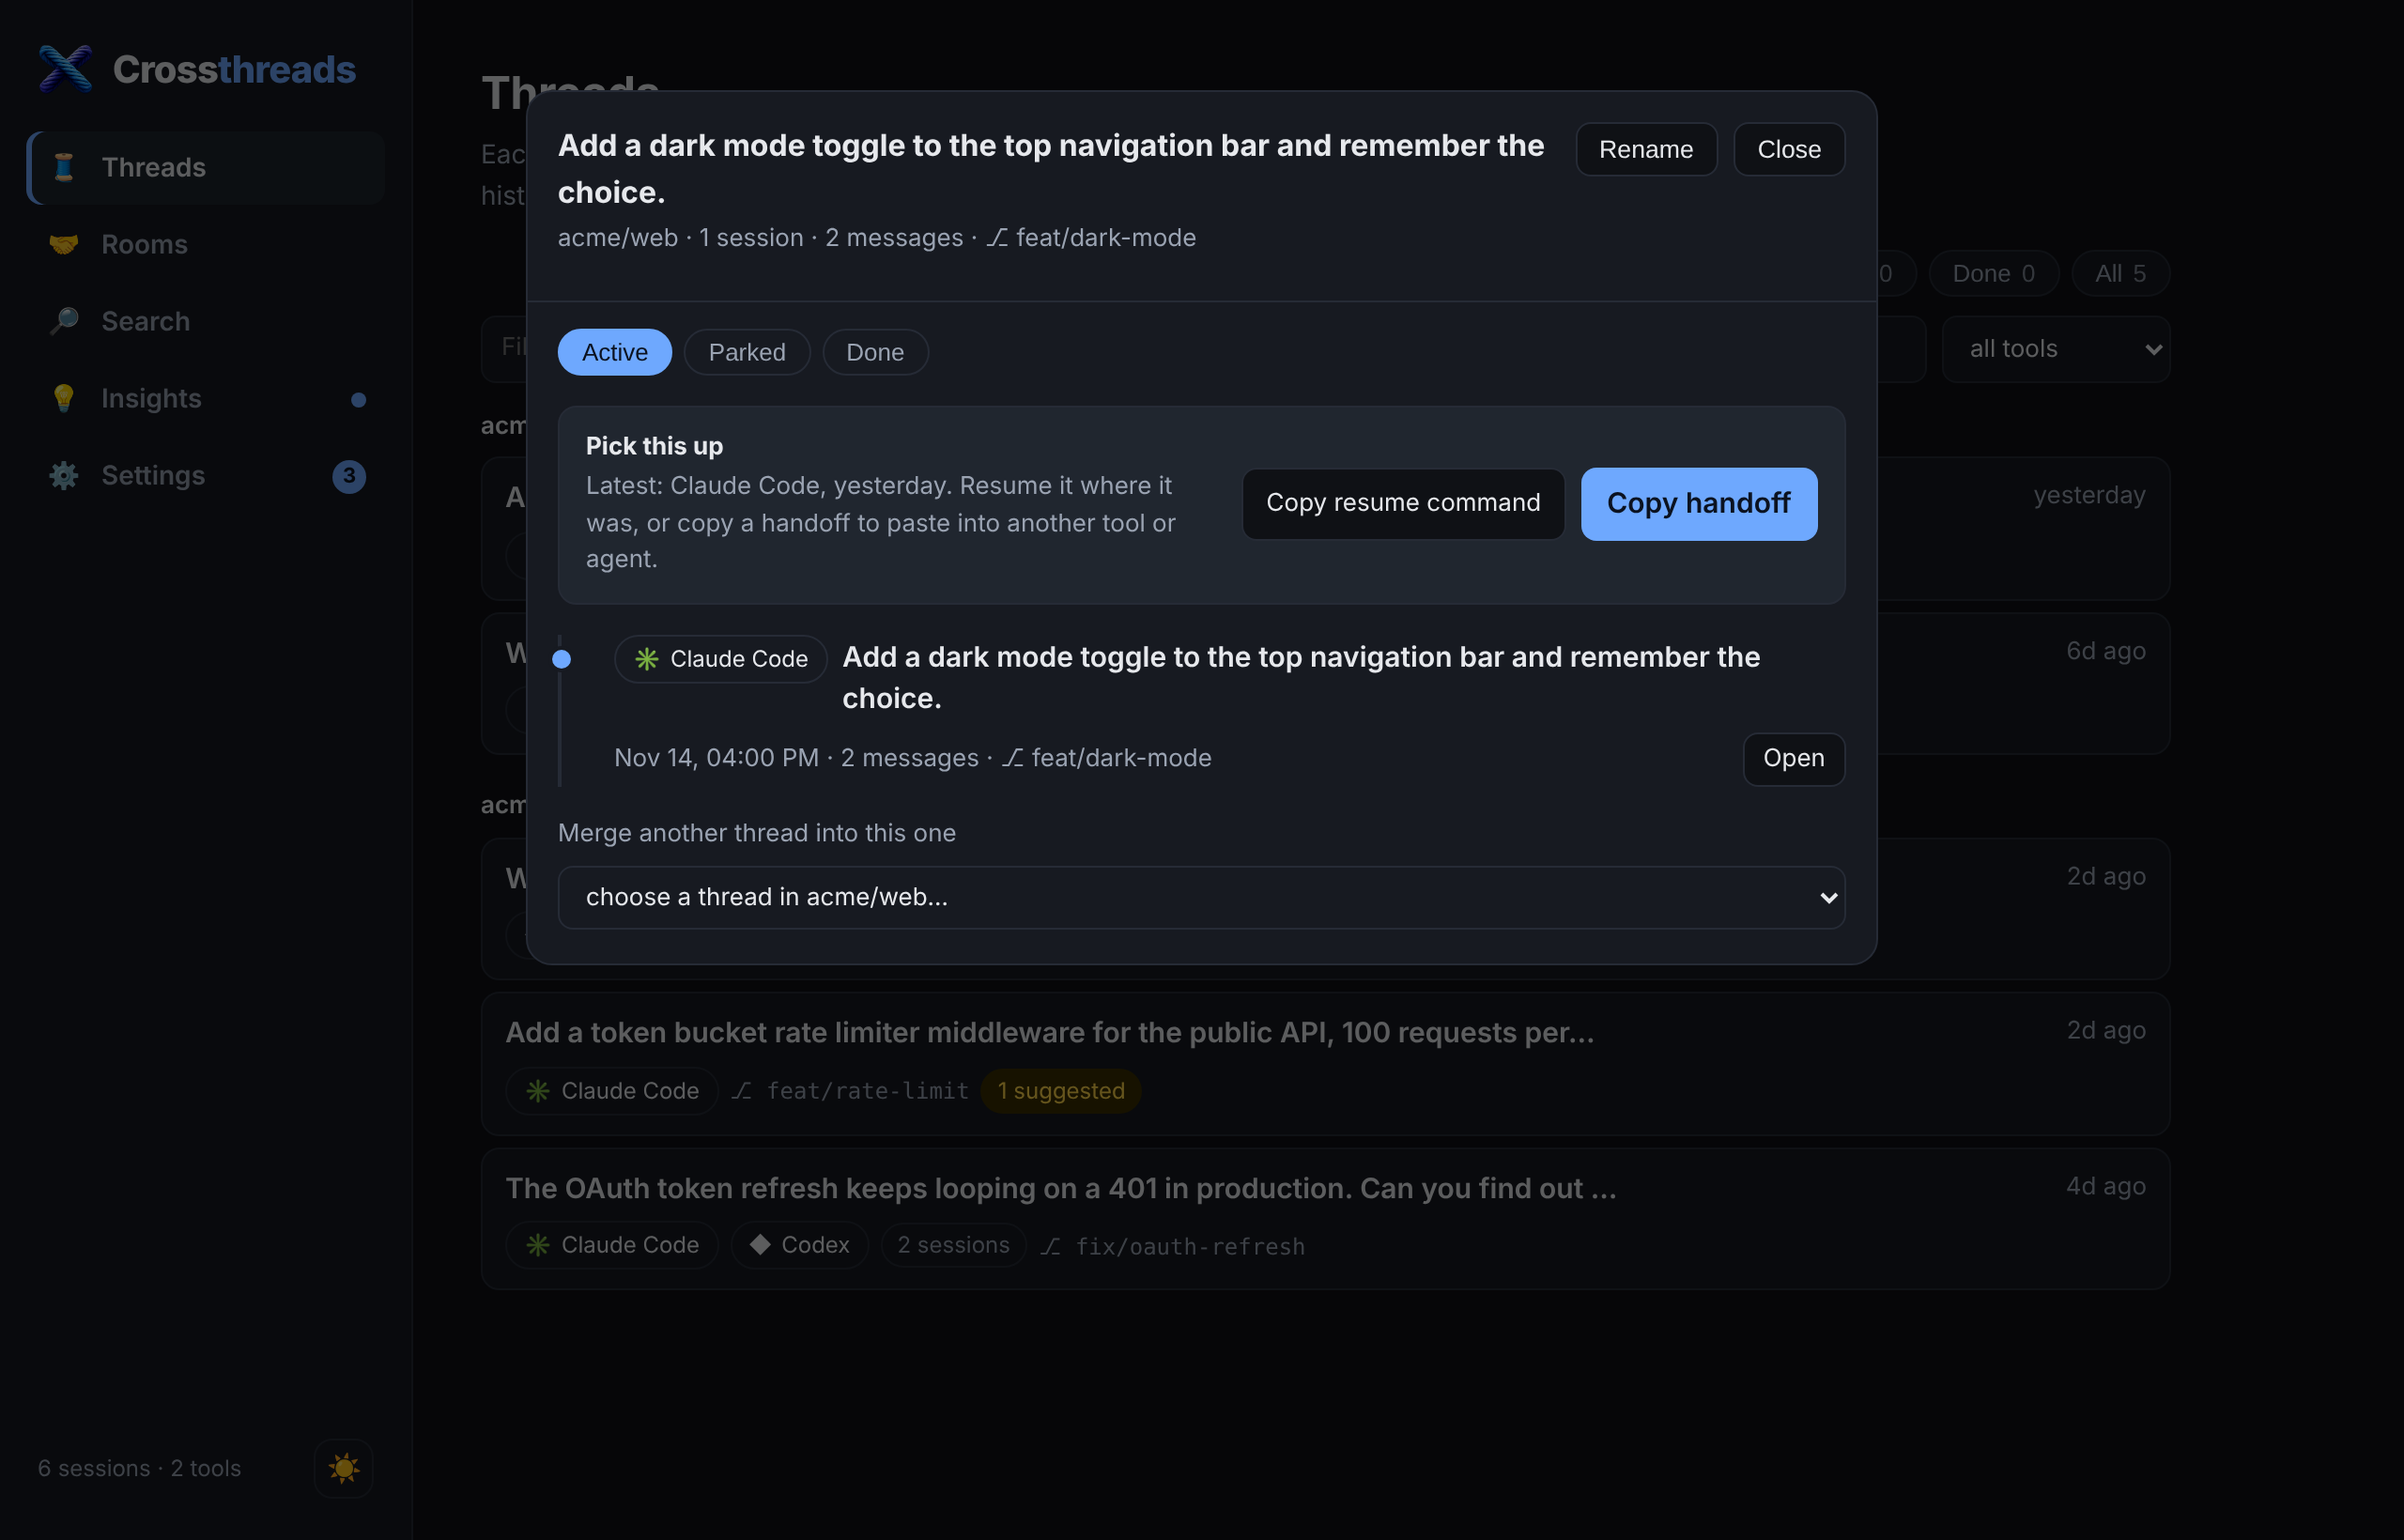 Crossthreads
Threads
Rooms
Search
Insights
Settings
3
6 sessions · 2 tools
Threads
Add a dark mode toggle to the top navigation bar and remember the
choice.
Rename
Close
acme/web · 1 session · 2 messages · ⎇ feat/dark-mode
0
Done 0
All 5
Active
Parked
Done
all tools
Pick this up
Latest: Claude Code, yesterday. Resume it where it
was, or copy a handoff to paste into another tool or
agent.
Copy resume command
Copy handoff
yesterday
Claude Code
Add a dark mode toggle to the top navigation bar and remember the
choice.
6d ago
Nov 14, 04:00 PM · 2 messages · ⎇ feat/dark-mode
Open
Merge another thread into this one
choose a thread in acme/web…
2d ago
Add a token bucket rate limiter middleware for the public API, 100 requests per…
2d ago
Claude Code
⎇ feat/rate-limit
1 suggested
The OAuth token refresh keeps looping on a 401 in production. Can you find out …
4d ago
Claude Code
Codex
2 sessions
⎇ fix/oauth-refresh